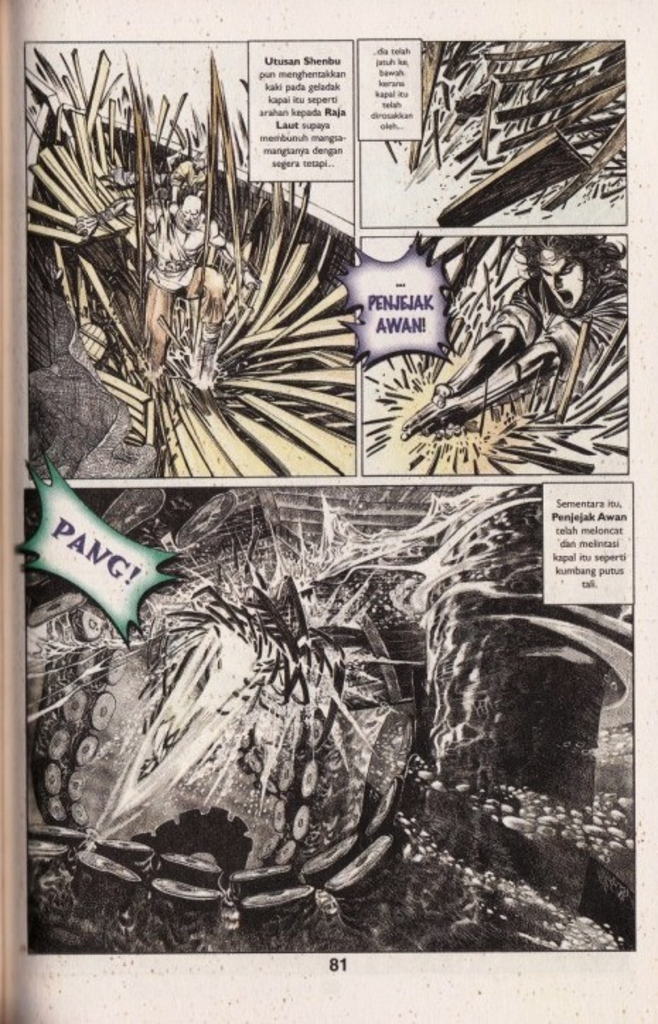 Utusan Shenbu
pun menghentakkan
kaki pada geladak
kapal itu seperti
arahan kepada Raja
Laut supaya
membunuh mangsa-
mangsanya dengan
segera tetapi...
..dia telah
jatuh ke
bawah
kerana
kapal itu
telah
dirosakkan
oleh...
...
PENJEJAK
AWAN!
PANG!
Sementara itu,
Penjejak Awan
telah meloncat
dan melintasi
kapal itu seperti
kumbang putus
tali.
81